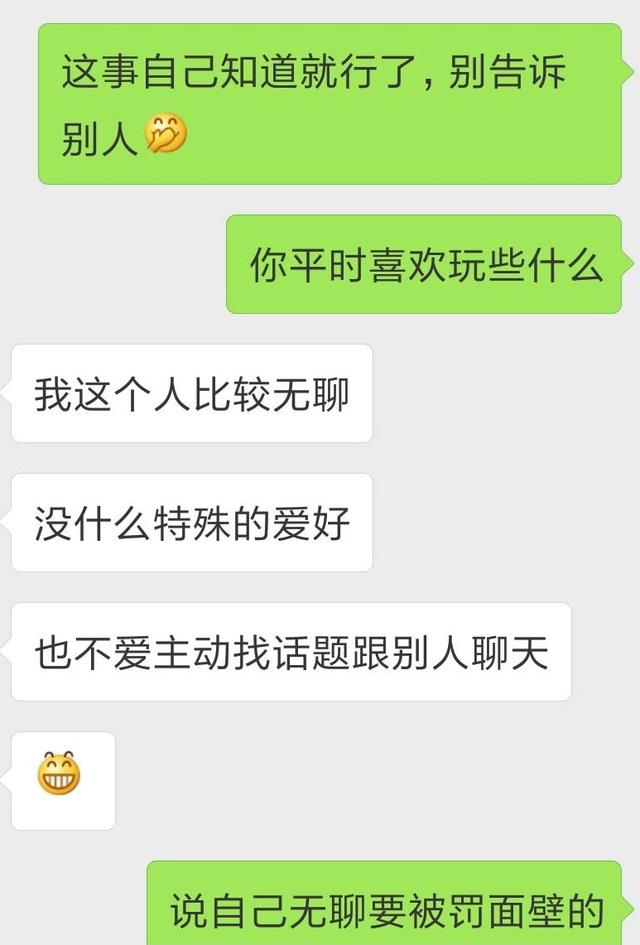 这事自己知道就行了，别告诉
别人
你平时喜欢玩些什么
我这个人比较无聊
没什么特殊的爱好
也不爱主动找话题跟别人聊天
说自己无聊要被罚面壁的